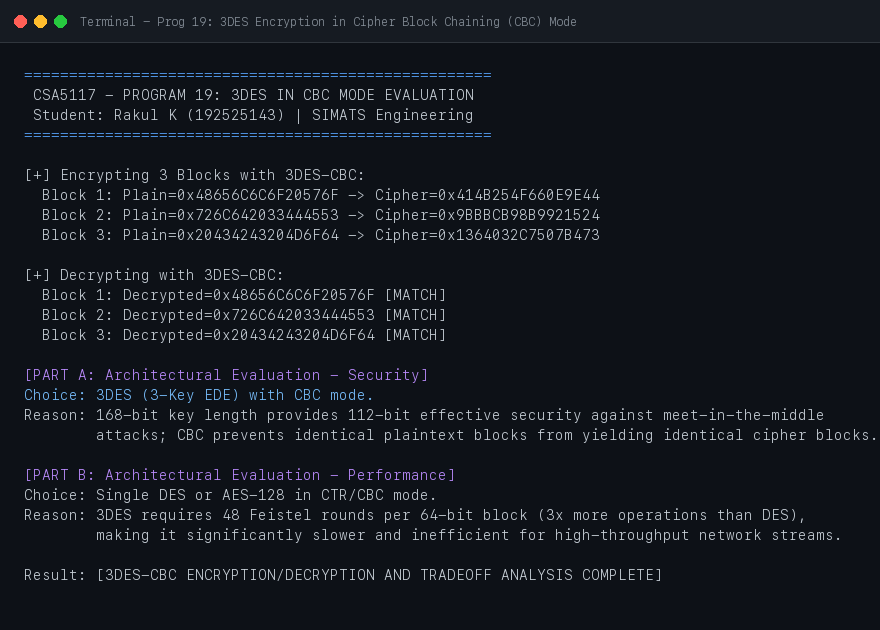 Terminal — Prog 19: 3DES Encryption in Cipher Block Chaining (CBC) Mode
====================================================
CSA5117 — PROGRAM 19: 3DES IN CBC MODE EVALUATION
Student: Rakul K (192525143) | SIMATS Engineering
====================================================
[+] Encrypting 3 Blocks with 3DES-CBC:
Block 1: Plain=0x48656C6C6F20576F -> Cipher=0x414B254F660E9E44
Block 2: Plain=0x726C642033444553 -> Cipher=0x9BBBCB98B9921524
Block 3: Plain=0x20434243204D6F64 -> Cipher=0x1364032C7507B473
[+] Decrypting with 3DES-CBC:
Block 1: Decrypted=0x48656C6C6F20576F [MATCH]
Block 2: Decrypted=0x726C642033444553 [MATCH]
Block 3: Decrypted=0x20434243204D6F64 [MATCH]
[PART A: Architectural Evaluation — Security]
Choice: 3DES (3-Key EDE) with CBC mode.
Reason: 168-bit key length provides 112-bit effective security against meet-in-the-middle
attacks; CBC prevents identical plaintext blocks from yielding identical cipher blocks.
[PART B: Architectural Evaluation — Performance]
Choice: Single DES or AES-128 in CTR/CBC mode.
Reason: 3DES requires 48 Feistel rounds per 64-bit block (3x more operations than DES),
making it significantly slower and inefficient for high-throughput network streams.
Result: [3DES-CBC ENCRYPTION/DECRYPTION AND TRADEOFF ANALYSIS COMPLETE]